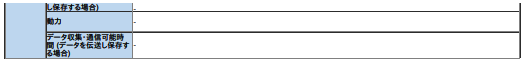 し保存する場合)
-
動力
-
データ収集・通信可能時
間 (データを伝送し保存す
る場合)
-